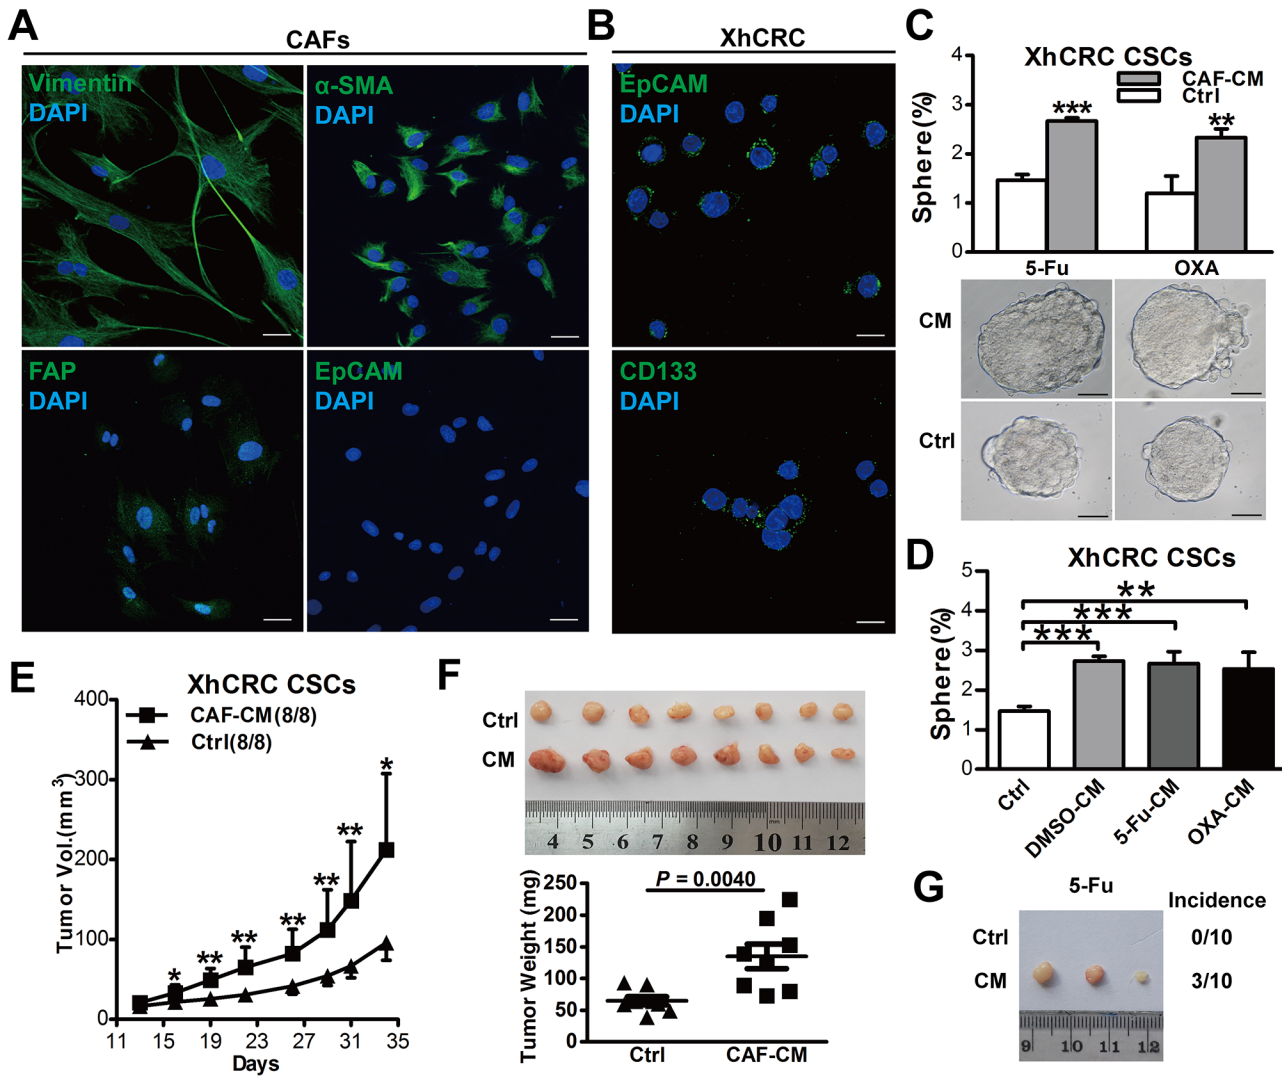 A
CAFs
Vimentin
DAPI
α-SMA
DAPI
FAP
DAPI
EpCAM
DAPI
B
XhCRC
EpCAM
DAPI
CD133
DAPI
C
XhCRC CSCs
CAF-CM
Ctrl
Sphere(%)
4
3
2
1
0
***
**
5-Fu
OXA
CM
Ctrl
D
XhCRC CSCs
Sphere(%)
5
4
3
2
1
0
**
***
***
Ctrl
DMSO-CM
5-Fu-CM
OXA-CM
E
XhCRC CSCs
CAF-CM(8/8)
Ctrl(8/8)
Tumor Vol.(mm3)
400
300
200
100
0
*
**
**
**
**
**
*
11 15 19 23 27 31 35
Days
F
Ctrl
CM
4 5 6 7 8 9 10 11 12
mm
P = 0.0040
Tumor Weight (mg)
250
200
150
100
50
0
Ctrl
CAF-CM
G
5-Fu
Incidence
Ctrl
0/10
CM
3/10
9 10 11 12